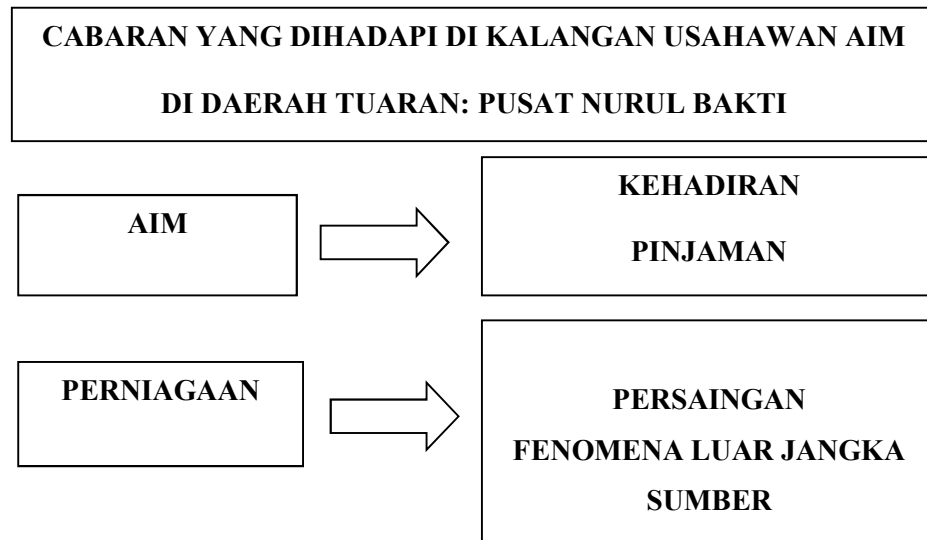 CABARAN YANG DIHADAPI DI KALANGAN USAHAWAN AIM
DI DAERAH TUARAN: PUSAT NURUL BAKTI
AIM
KEHADIRAN
PINJAMAN
PERNIAGAAN
PERSAINGAN
FENOMENA LUAR JANGKA
SUMBER